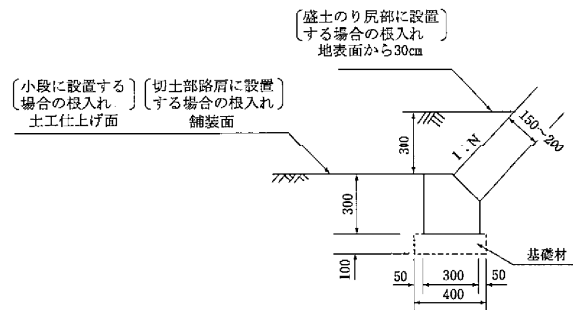 盛土のり尻部に設置
する場合の根入れ
地表面から30cm
小段に設置する
場合の根入れ
土工仕上げ面
切土部路肩に設置
する場合の根入れ
舗装面
300
1:N
150~200
300
100
基礎材
50
300
50
400